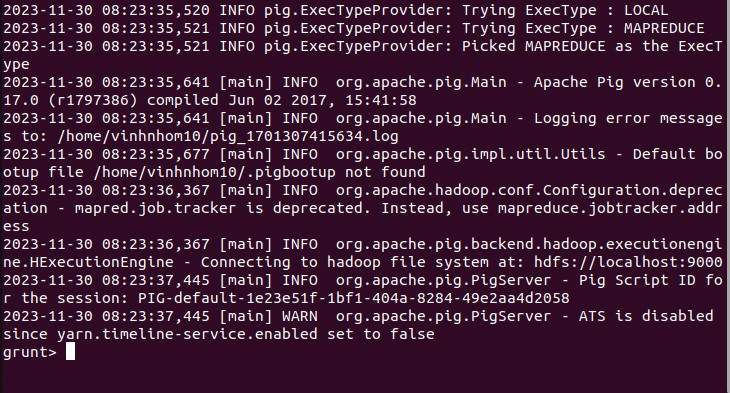 2023-11-30 08:23:35,520 INFO pig.ExecTypeProvider: Trying ExecType : LOCAL
2023-11-30 08:23:35,521 INFO pig.ExecTypeProvider: Trying ExecType : MAPREDUCE
2023-11-30 08:23:35,521 INFO pig.ExecTypeProvider: Picked MAPREDUCE as the ExecT
ype
2023-11-30 08:23:35,641 [main] INFO  org.apache.pig.Main - Apache Pig version 0.
17.0 (r1797386) compiled Jun 02 2017, 15:41:58
2023-11-30 08:23:35,641 [main] INFO  org.apache.pig.Main - Logging error message
s to: /home/vinhnhom10/pig_1701307415634.log
2023-11-30 08:23:35,677 [main] INFO  org.apache.pig.impl.util.Utils - Default bo
otup file /home/vinhnhom10/.pigbootup not found
2023-11-30 08:23:36,367 [main] INFO  org.apache.hadoop.conf.Configuration.deprec
ation - mapred.job.tracker is deprecated. Instead, use mapreduce.jobtracker.addr
ess
2023-11-30 08:23:36,367 [main] INFO  org.apache.pig.backend.hadoop.executionengi
ne.HExecutionEngine - Connecting to hadoop file system at: hdfs://localhost:9000
2023-11-30 08:23:37,445 [main] INFO  org.apache.pig.PigServer - Pig Script ID fo
r the session: PIG-default-1e23e51f-1bf1-404a-8284-49e2aa4d2058
2023-11-30 08:23:37,445 [main] WARN  org.apache.pig.PigServer - ATS is disabled
since yarn.timeline-service.enabled set to false
grunt>